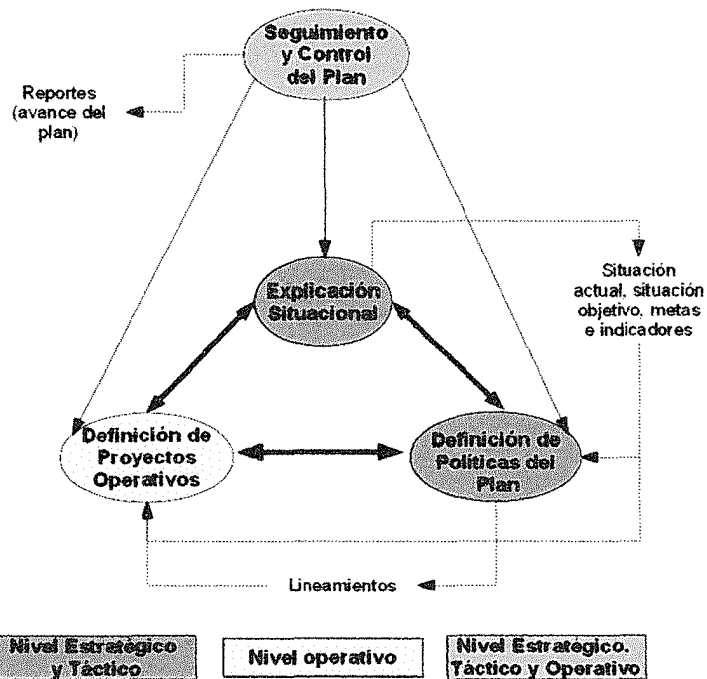 Seguimiento
y Control
del Plan
Reportes
(avance del
plan)
Explicación
Situacional
Situación
actual, situación
objetivo, metas
e indicadores
Definición de
Proyectos
Operativos
Definición de
Políticas del
Plan
Lineamientos
Nivel Estratégico
y Táctico
Nivel operativo
Nivel Estrategico.
Táctico y Operativo